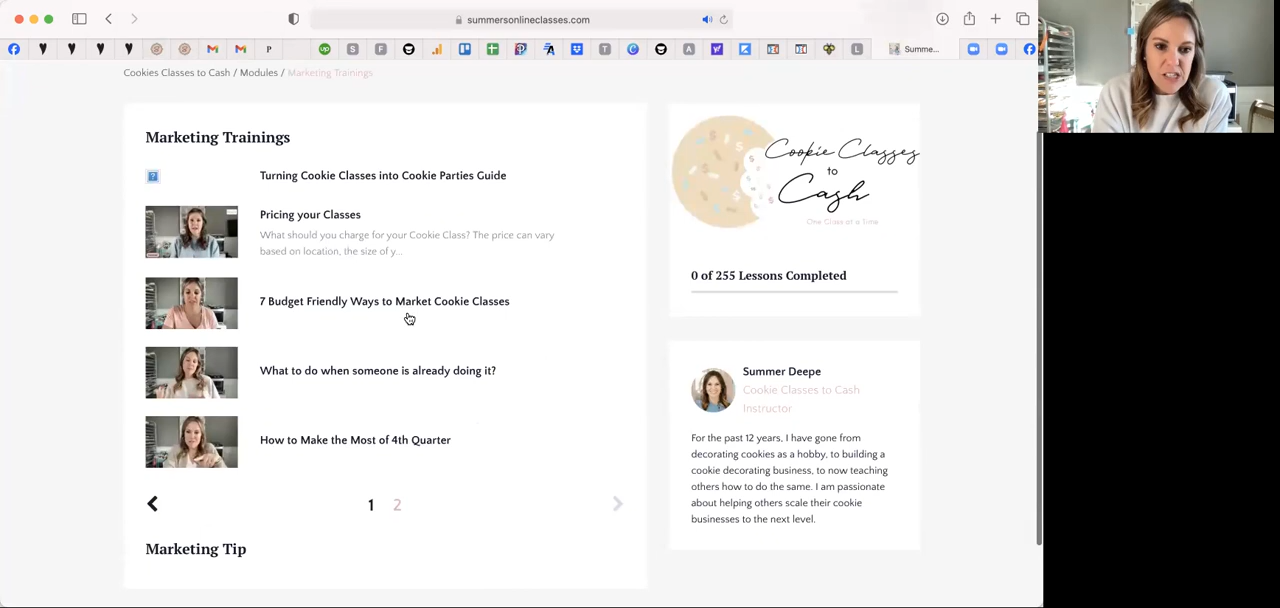 summersonlineclasses.com
Summe...
Cookies Classes to Cash / Modules / Marketing Trainings
Marketing Trainings
Turning Cookie Classes into Cookie Parties Guide
Pricing your Classes
What should you charge for your Cookie Class? The price can vary
based on location, the size of y...
7 Budget Friendly Ways to Market Cookie Classes
What to do when someone is already doing it?
How to Make the Most of 4th Quarter
1 2
Marketing Tip
Cookie Classes
to
Cash
One Class at a Time
0 of 255 Lessons Completed
Summer Deepe
Cookie Classes to Cash
Instructor
For the past 12 years, I have gone from
decorating cookies as a hobby, to building a
cookie decorating business, to now teaching
others how to do the same. I am passionate
about helping others scale their cookie
businesses to the next level.